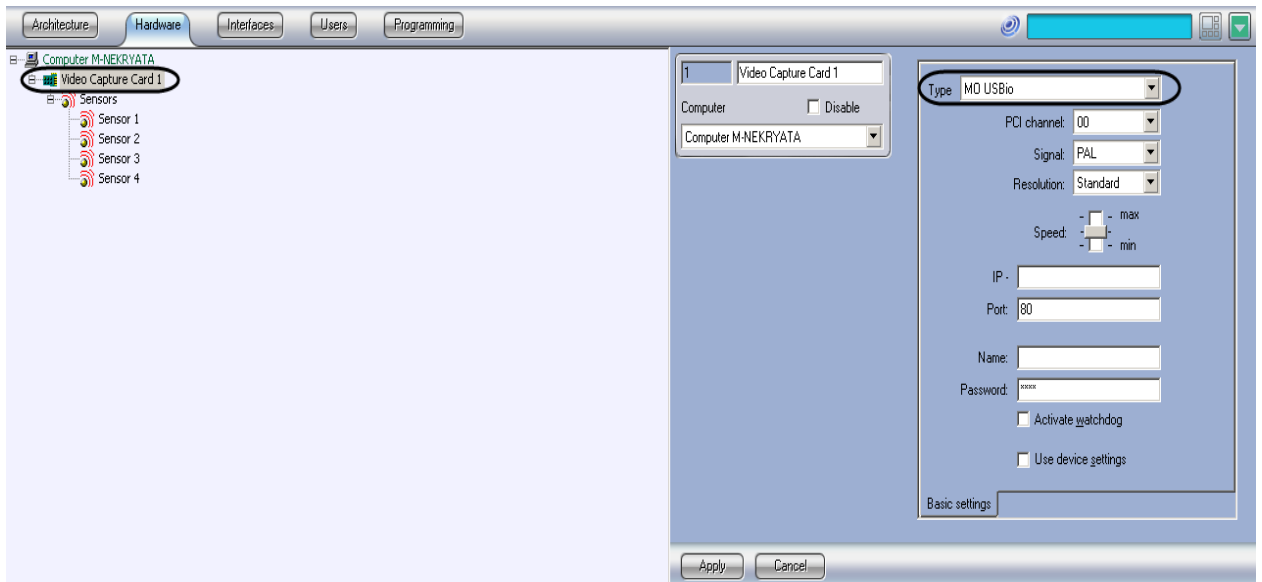 Architecture Hardware Interfaces Users Programming
Computer M-NEKRYATA
Video Capture Card 1
Sensors
Sensor 1
Sensor 2
Sensor 3
Sensor 4
1 Video Capture Card 1
Computer Disable
Computer M-NEKRYATA
Type MO USBio
PCI channel: 00
Signal: PAL
Resolution: Standard
max
Speed:
min
IP -
Port: 80
Name:
Password: ××××
Activate watchdog
Use device settings
Basic settings
Apply Cancel